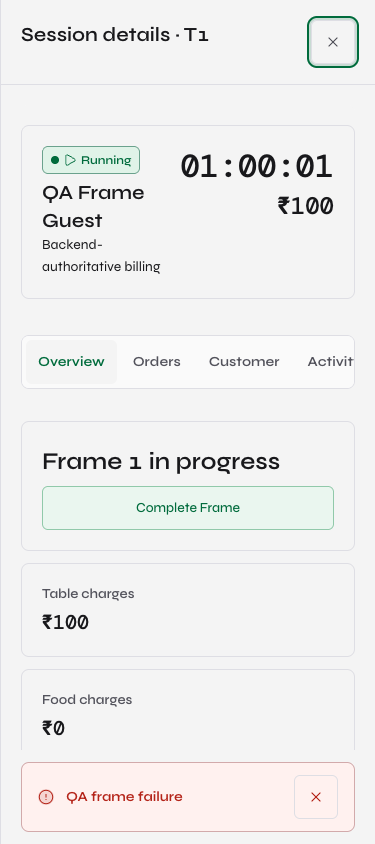 Session details · T1
Running
01:00:01
QA Frame
Guest
₹100
Backend-
authoritative billing
Overview Orders Customer Activit
Frame 1 in progress
Complete Frame
Table charges
₹100
Food charges
₹0
QA frame failure